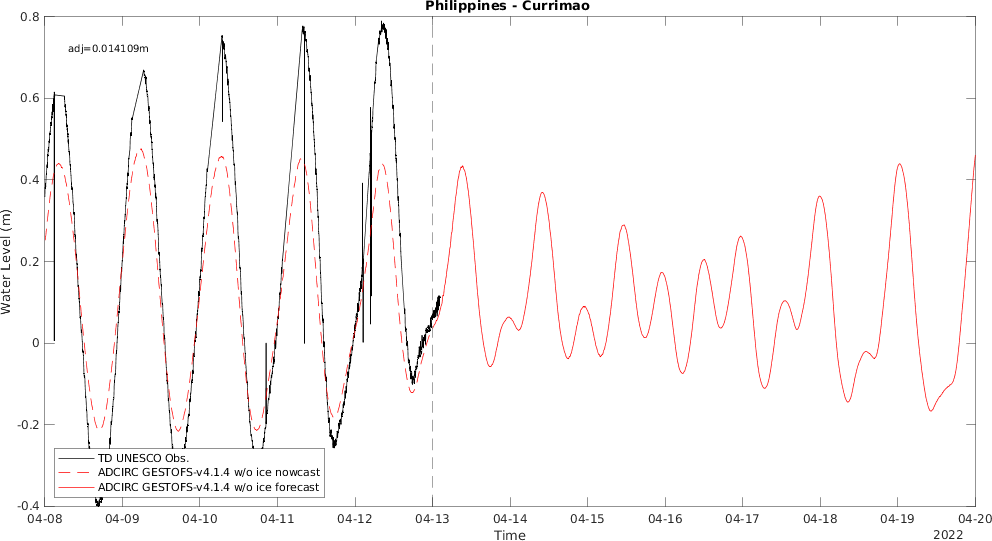 Philippines - Currimao
adj=0.014109m
0.8
0.6
0.4
0.2
0
-0.2
-0.4
Water Level (m)
TD UNESCO Obs.
ADCIRC GESTOFS-v4.1.4 w/o ice nowcast
ADCIRC GESTOFS-v4.1.4 w/o ice forecast
04-08 04-09 04-10 04-11 04-12 04-13 04-14 04-15 04-16 04-17 04-18 04-19 04-20
Time
2022